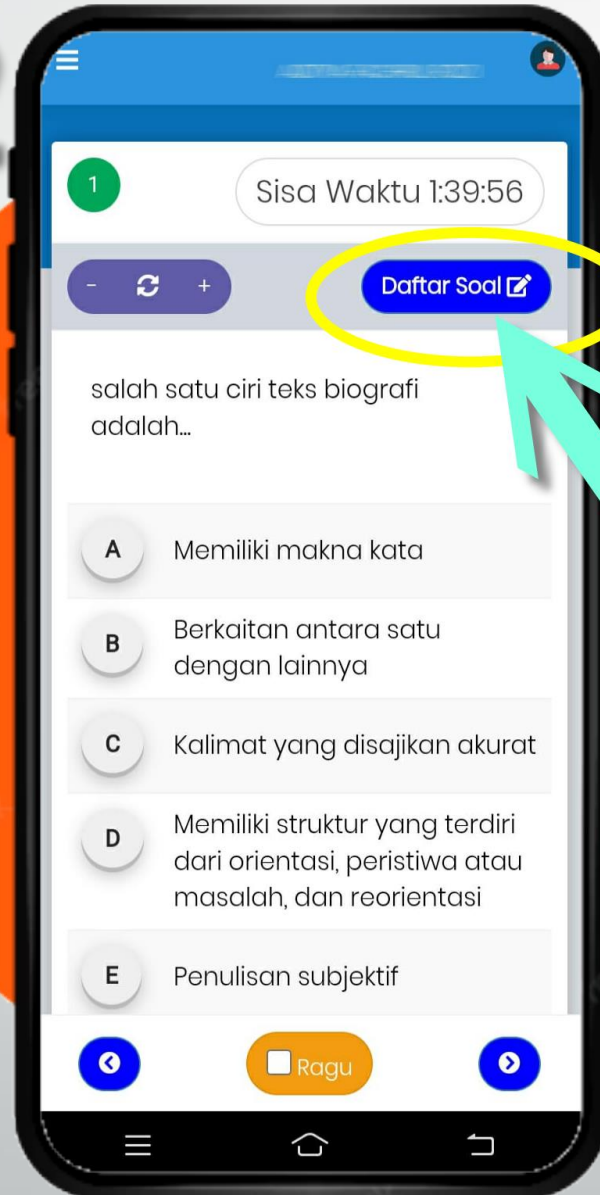 1
Sisa Waktu 1:39:56
- +
Daftar Soal
salah satu ciri teks biografi
adalah...
A Memiliki makna kata
B Berkaitan antara satu
dengan lainnya
C Kalimat yang disajikan akurat
D Memiliki struktur yang terdiri
dari orientasi, peristiwa atau
masalah, dan reorientasi
E Penulisan subjektif
Ragu